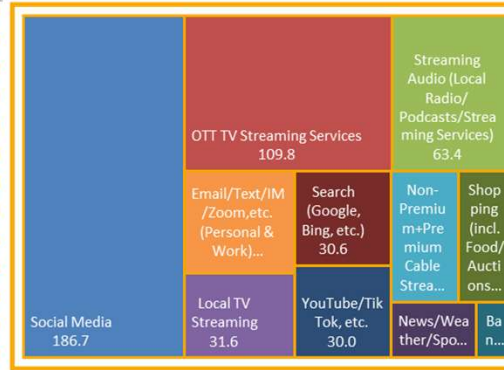 Social Media
186.7
OTT TV Streaming Services
109.8
Streaming
Audio (Local
Radio/
Podcasts/Strea
ming Services)
63.4
Email/Text/IM
/Zoom,etc.
(Personal &
Work)...
Search
(Google,
Bing, etc.)
30.6
Non-
Premiu
m+Pre
mium
Cable
Strea...
Shop
ping
(incl.
Food/
Aucti
ons...
Local TV
Streaming
31.6
YouTube/Tik
Tok, etc.
30.0
News/Wea
ther/Spo...
Ba
n...